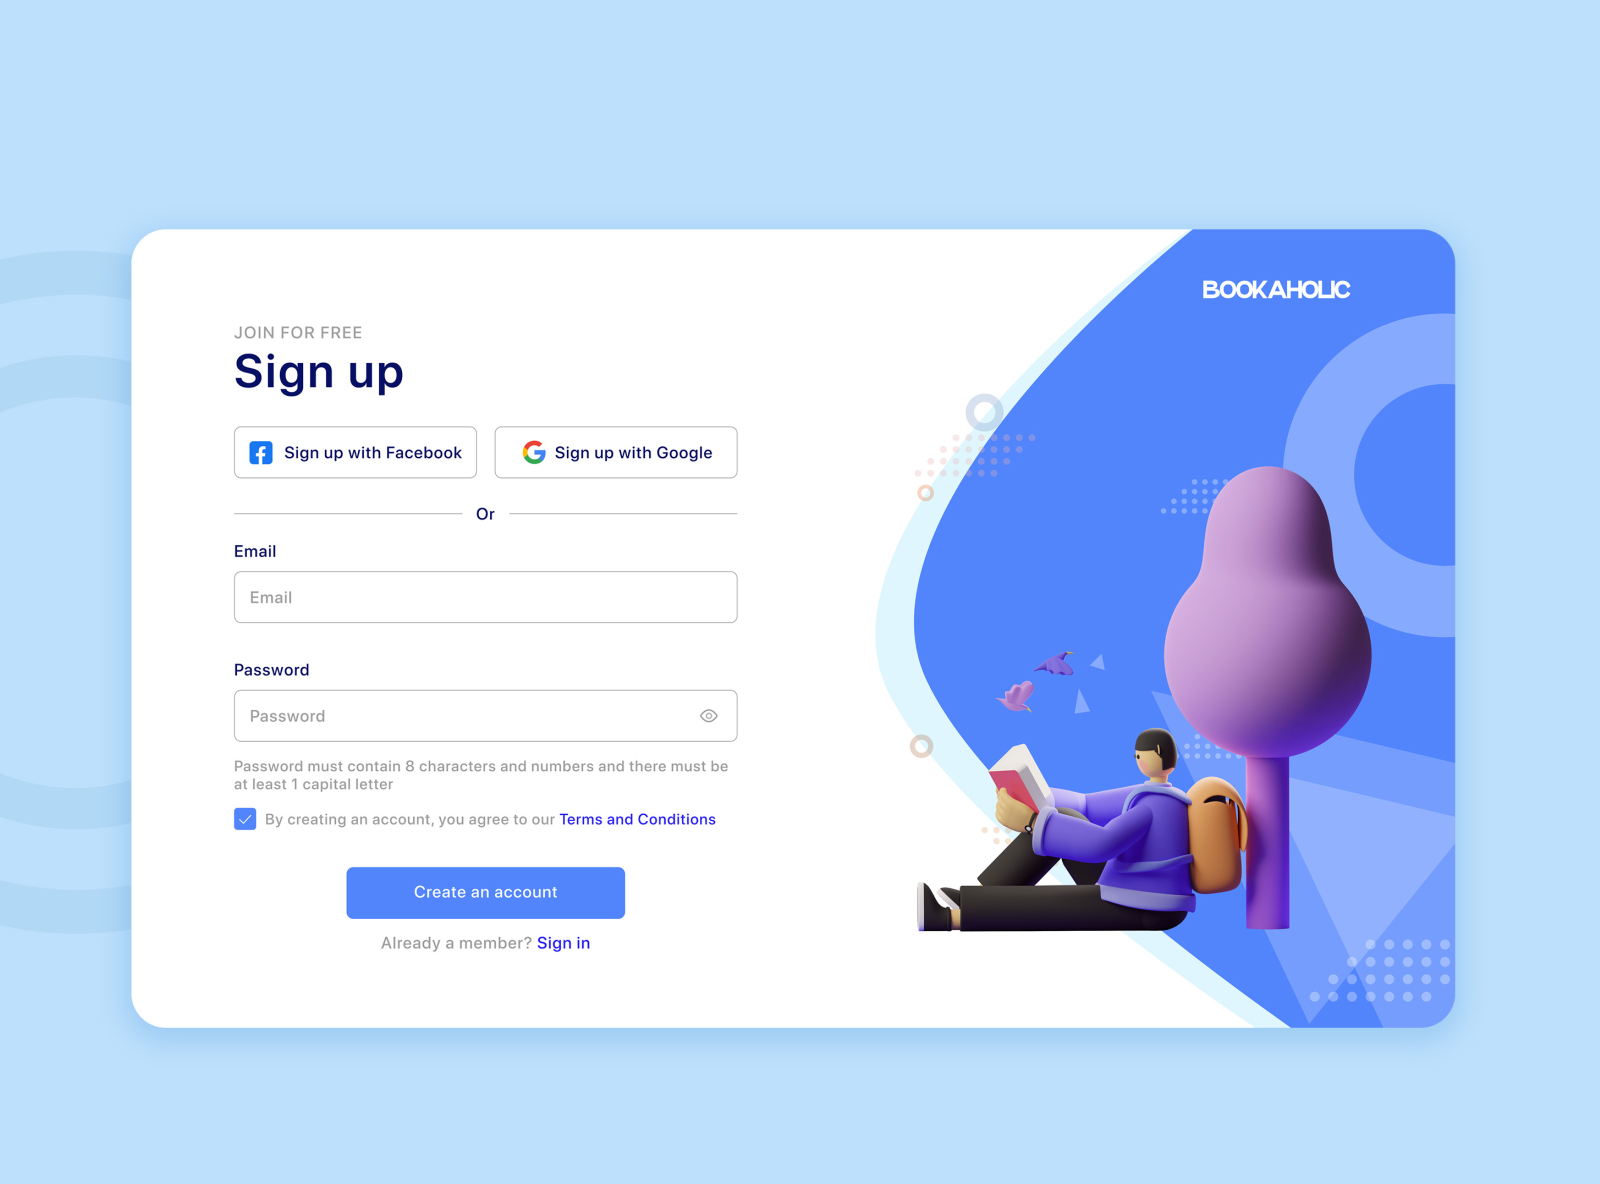 BOOKAHOLIC
JOIN FOR FREE
Sign up
Sign up with Facebook
Sign up with Google
Or
Email
Email
Password
Password
Password must contain 8 characters and numbers and there must be
at least 1 capital letter
By creating an account, you agree to our Terms and Conditions
Create an account
Already a member? Sign in